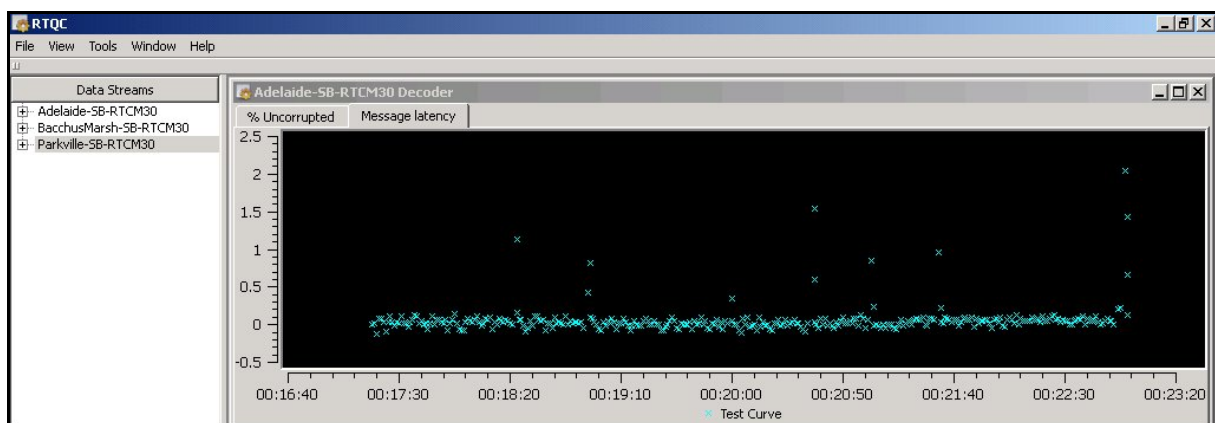 RTQC
File View Tools Window Help
Data Streams
Adelaide-SB-RTCM30
BacchusMarsh-SB-RTCM30
Parkville-SB-RTCM30
Adelaide-SB-RTCM30 Decoder
% Uncorrupted Message latency
2.5
2
1.5
1
0.5
0
-0.5
00:16:40 00:17:30 00:18:20 00:19:10 00:20:00 00:20:50 00:21:40 00:22:30 00:23:20
Test Curve